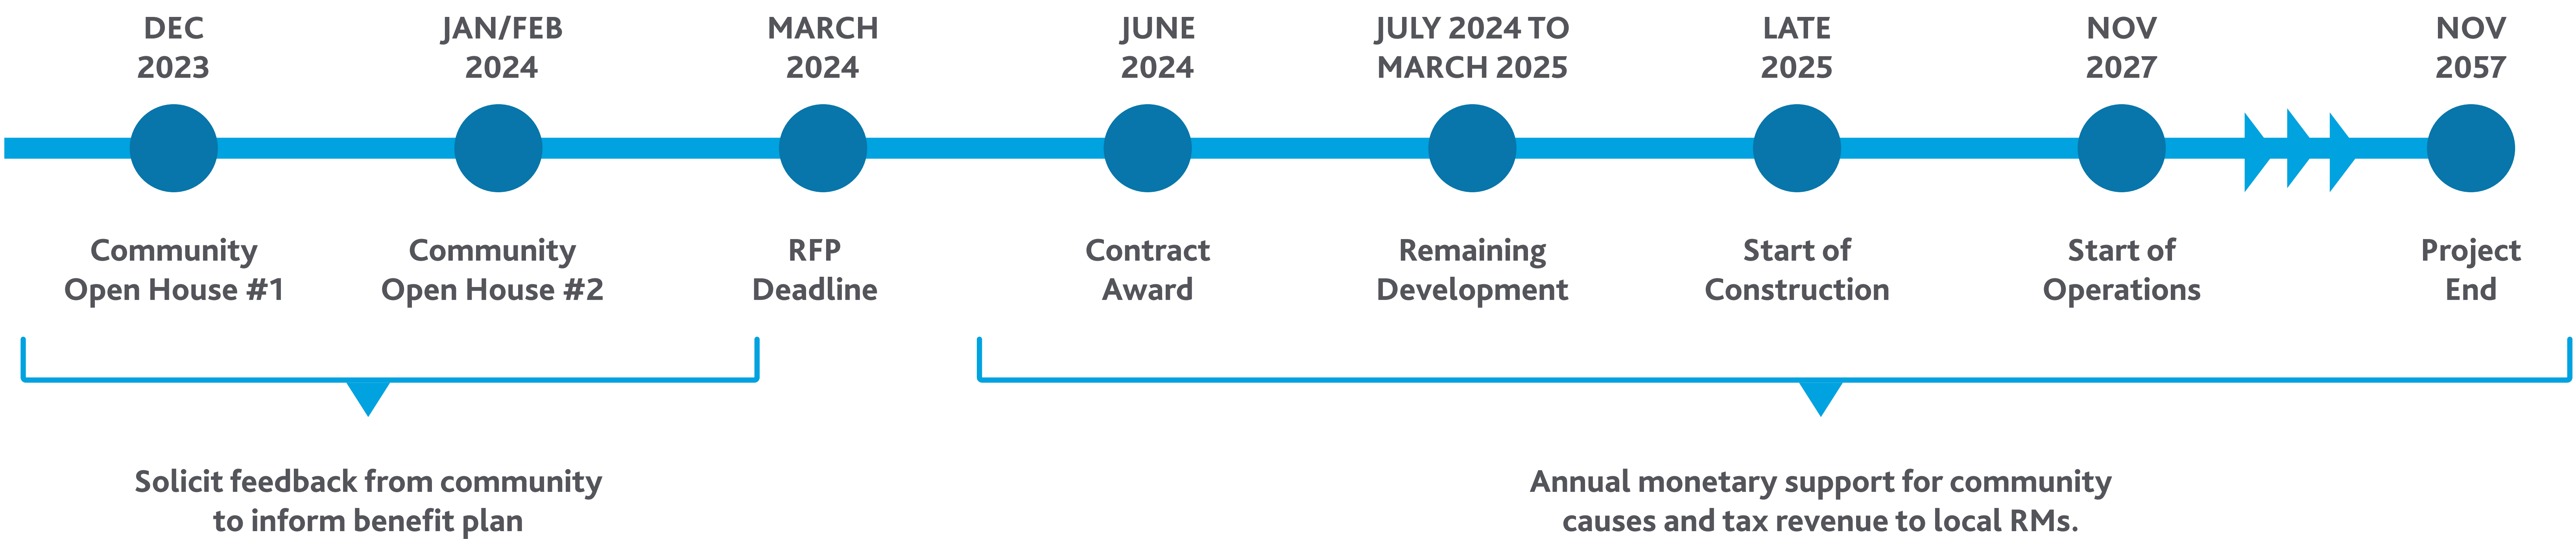 DEC
2023
JAN/FEB
2024
MARCH
2024
JUNE
2024
JULY 2024 TO
MARCH 2025
LATE
2025
NOV
2027
NOV
2057
Community
Open House #1
Community
Open House #2
RFP
Deadline
Contract
Award
Remaining
Development
Start of
Construction
Start of
Operations
Project
End
Solicit feedback from community
to inform benefit plan
Annual monetary support for community
causes and tax revenue to local RMs.